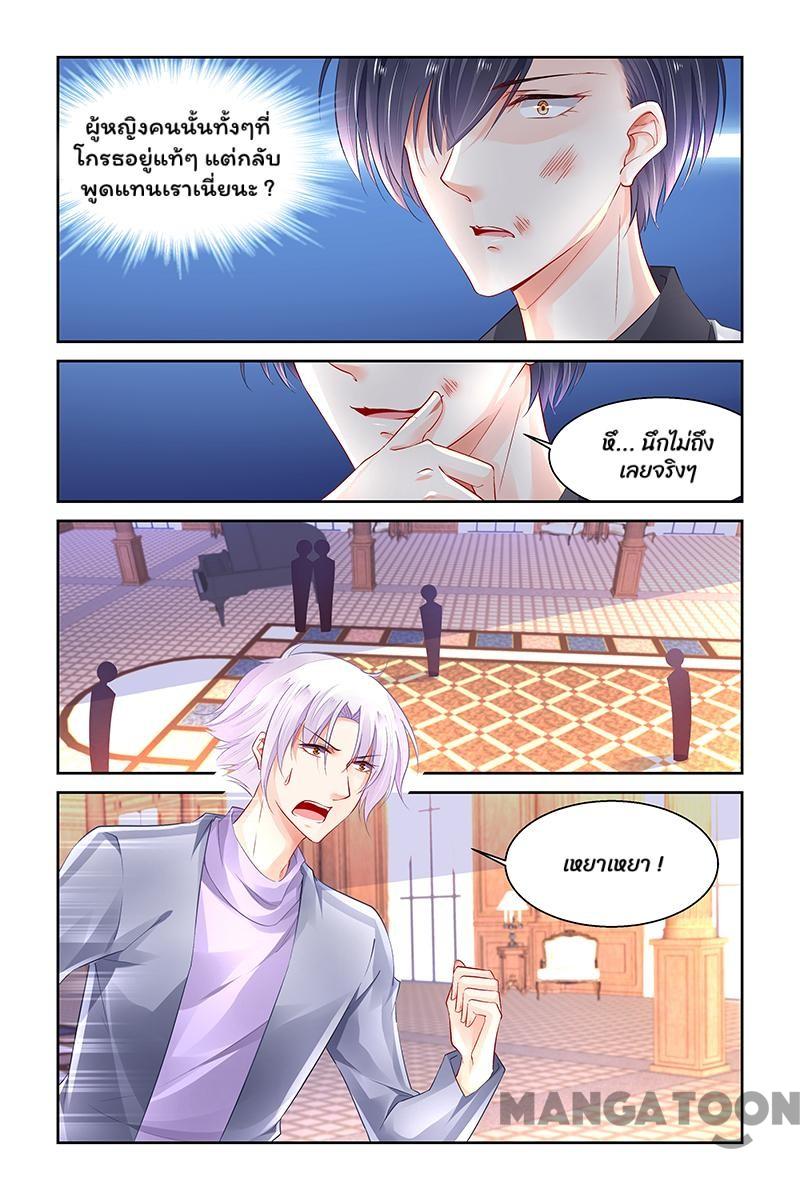 ผู้หญิงคนนั้นทั้งๆที่
โกรธอยู่แท้ๆ แต่กลับ
พูดแทนเราเนี่ยนะ ?
หึ... นึกไม่ถึง
เลยจริงๆ
เหยาเหยา !
MANGATOON